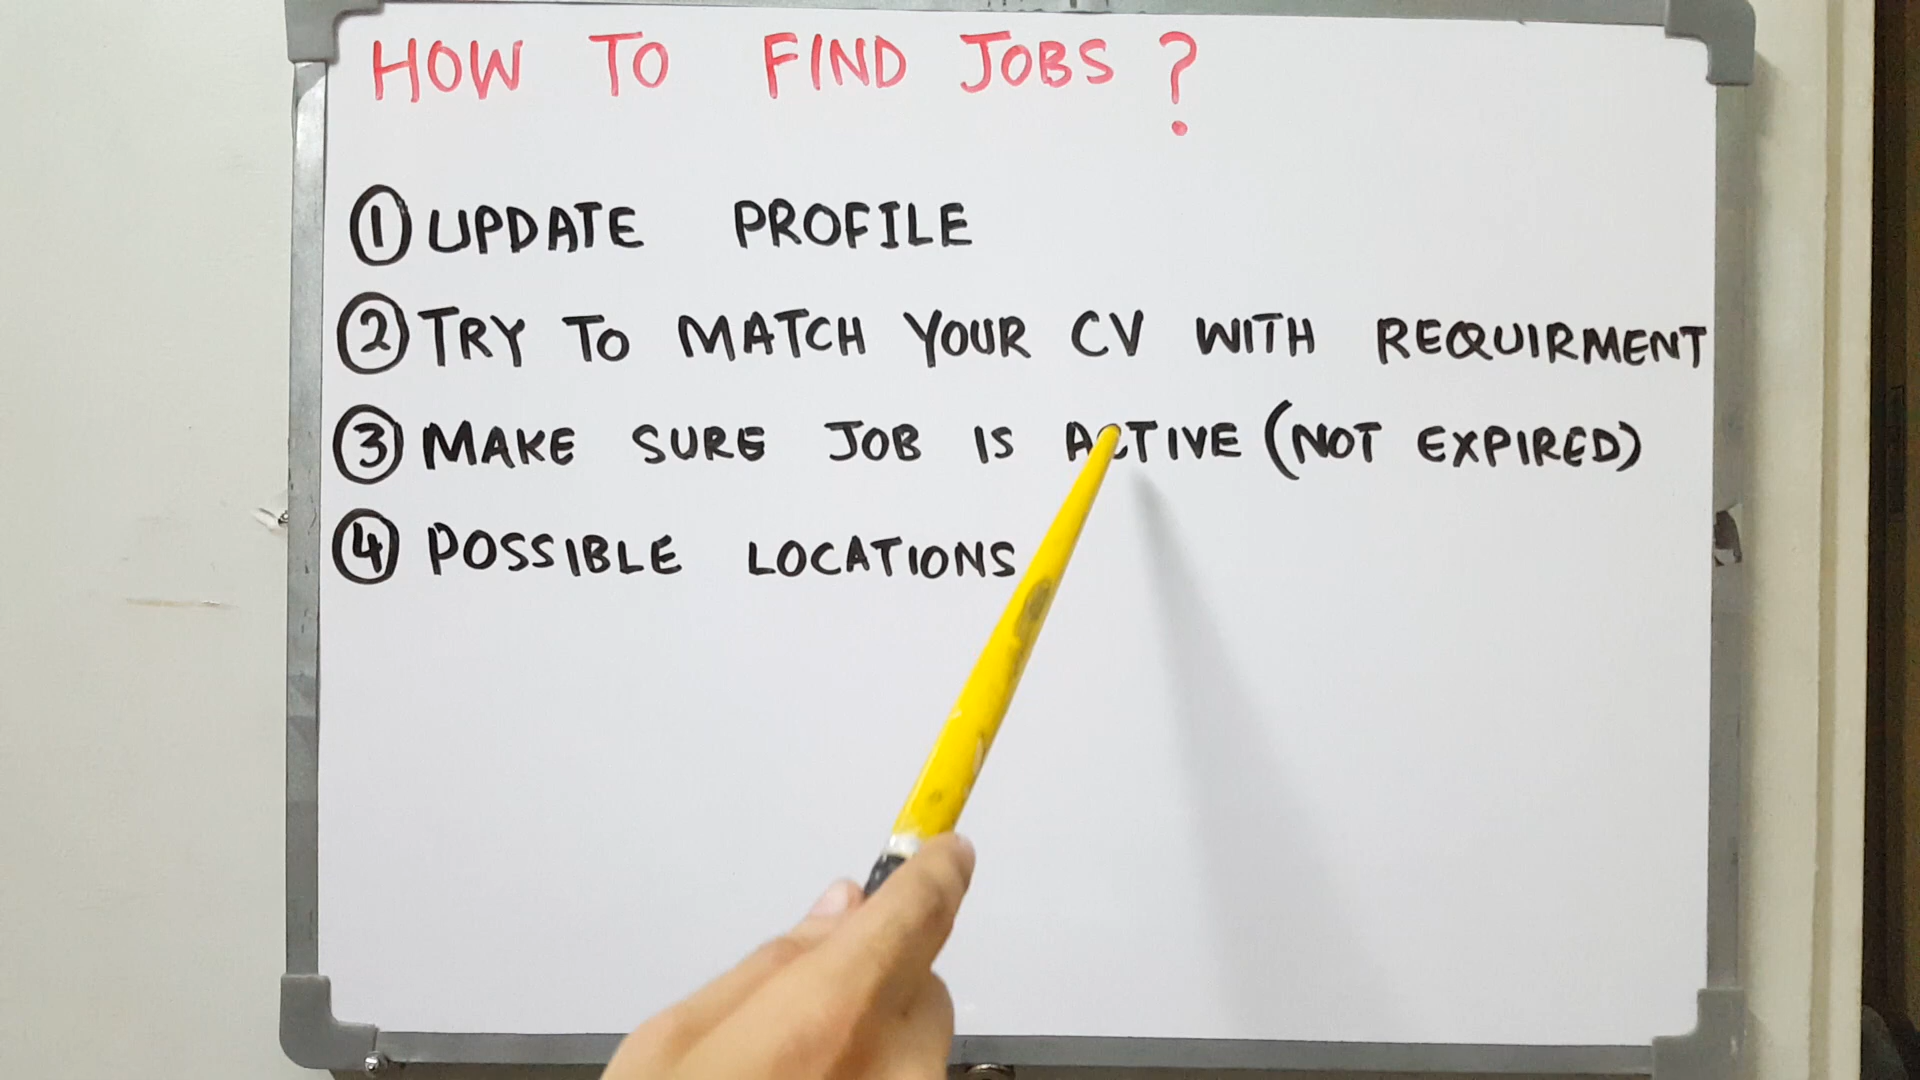 HOW TO FIND JOBS ?
① UPDATE PROFILE
② TRY TO MATCH YOUR CV WITH REQUIRMENT
③ MAKE SURE JOB IS ACTIVE (NOT EXPIRED)
④ POSSIBLE LOCATIONS